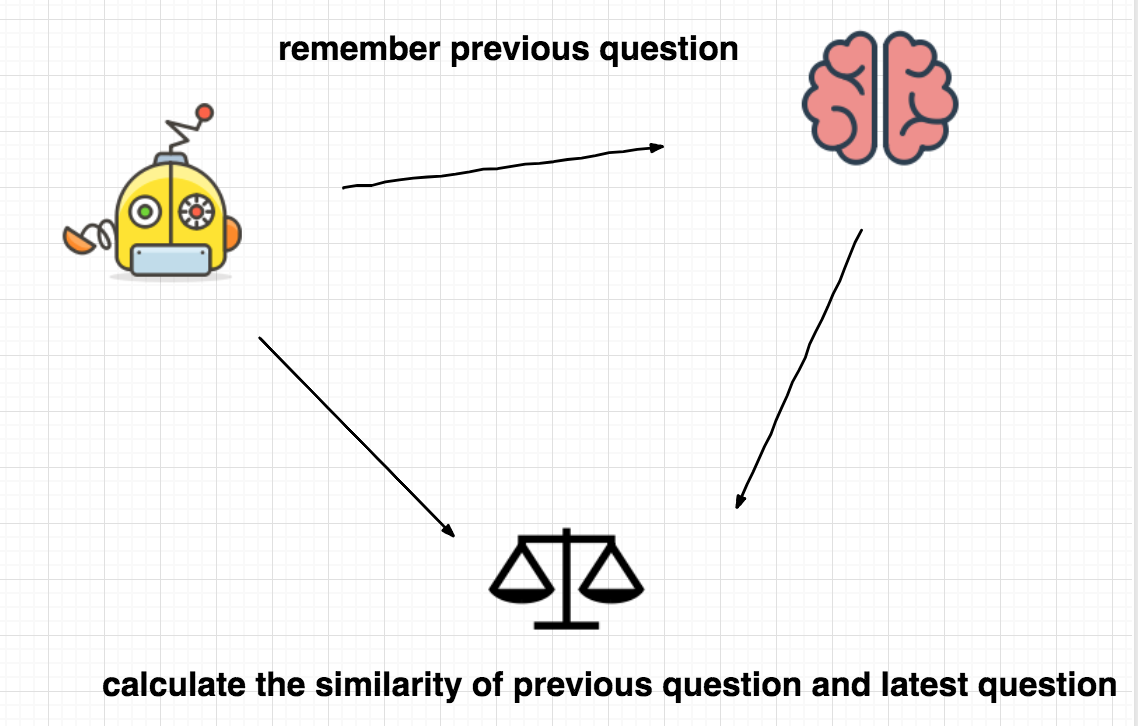 remember previous question
calculate the similarity of previous question and latest question